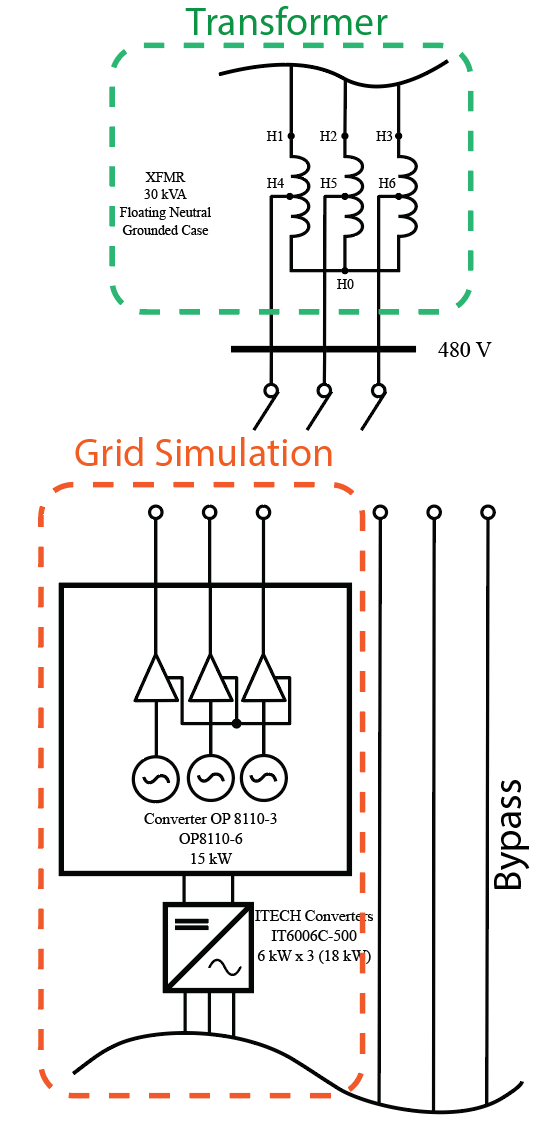 Transformer
H1
H2
H3
XFMR
30 kVA
Floating Neutral
Grounded Case
H4
H5
H6
H0
480 V
Grid Simulation
Converter OP 8110-3
OP8110-6
15 kW
Bypass
ITECH Converters
IT6006C-500
6 kW x 3 (18 kW)